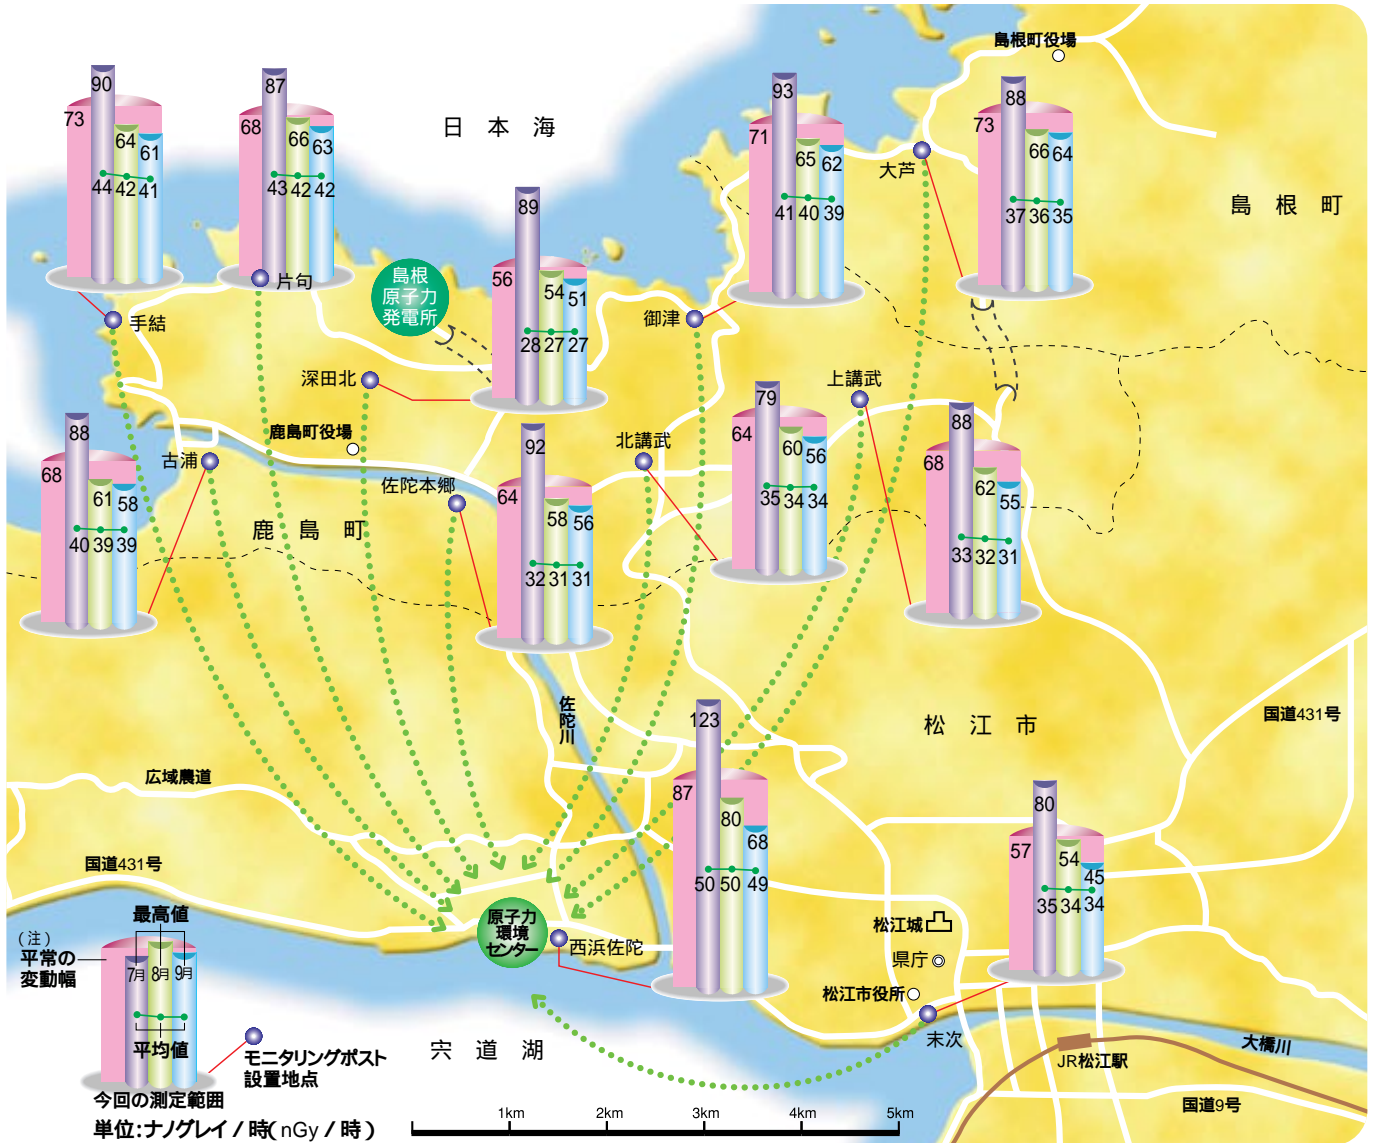 島根町役場
90
73
64
61
44
42
41
87
68
66
63
43
42
42
日本海
93
71
65
62
41
40
39
大芦
88
73
66
64
37
36
35
島根町
89
56
54
51
28
27
27
片句
島根
原子力
発電所
手結
御津
深田北
上講武
鹿島町役場
古浦
佐陀本郷
北講武
88
68
61
58
40
39
39
鹿島町
92
64
58
56
32
31
31
79
64
60
56
35
34
34
88
68
62
55
33
32
31
佐陀川
松江市
国道431号
広域農道
国道431号
123
87
80
68
50
50
49
80
57
54
45
35
34
34
原子力
環境
センター
西浜佐陀
松江城
県庁
松江市役所
末次
JR松江駅
大橋川
国道9号
宍道湖
最高値
(注)
平常の
変動幅
7月
8月
9月
平均値
モニタリングポスト
設置地点
今回の測定範囲
単位:ナノグレイ/時(nGy/時)
1km
2km
3km
4km
5km